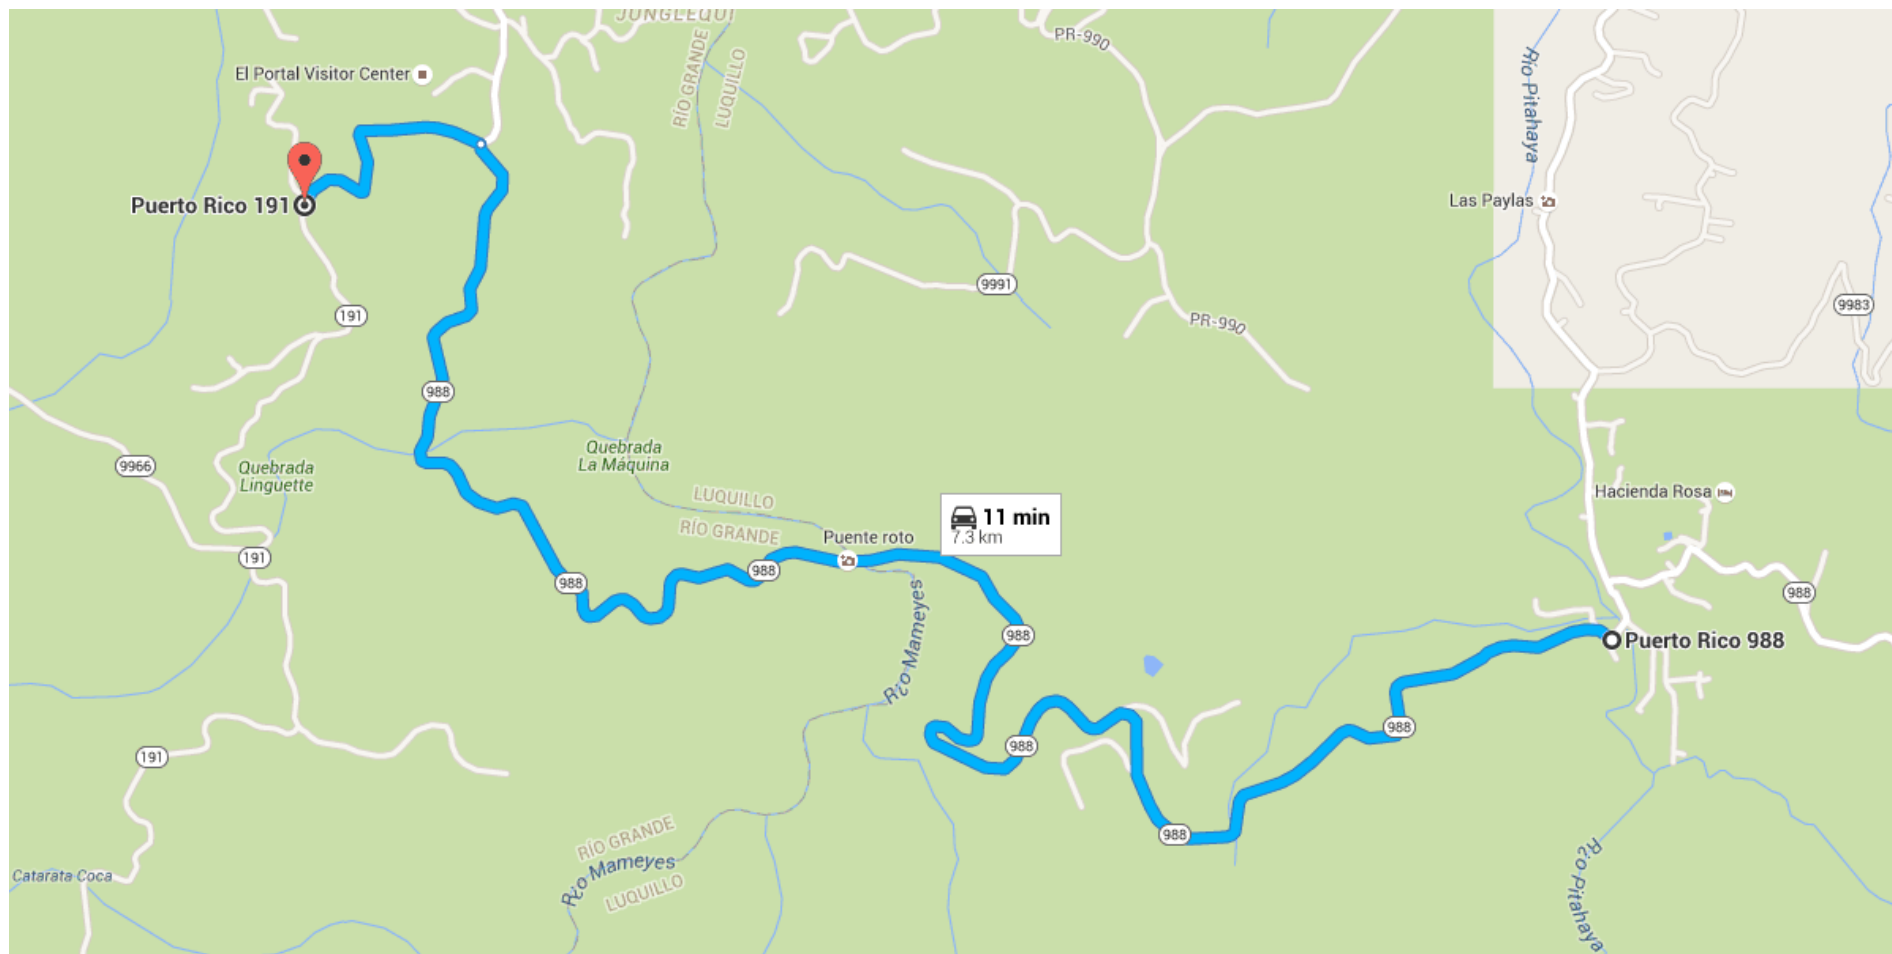 JUNGLEQUI
PR-990
El Portal Visitor Center
RÍO GRANDE
LUQUILLO
Río Pitahaya
Puerto Rico 191
Las Paylas
9991
191
PR-990
9983
988
Quebrada
La Máquina
9966
Quebrada
Linguette
LUQUILLO
RÍO GRANDE
Hacienda Rosa
11 min
7.3 km
Puente roto
191
988
988
988
R¿o Mameyes
988
Puerto Rico 988
988
988
191
988
RÍO GRANDE
R¿o Mameyes
LUQUILLO
Catarata Coca
R¿o Pitahaya